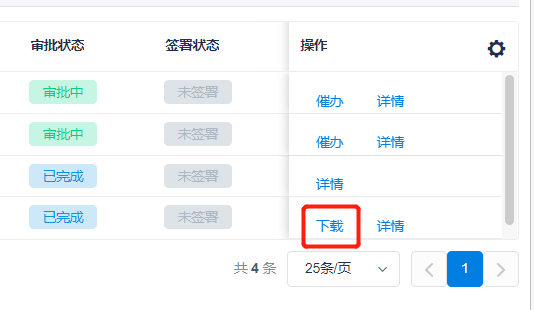 审批状态 签署状态 操作
审批中 未签署 催办 详情
审批中 未签署 催办 详情
已完成 未签署 详情
已完成 未签署 下载 详情
共 4 条 25条/页 1